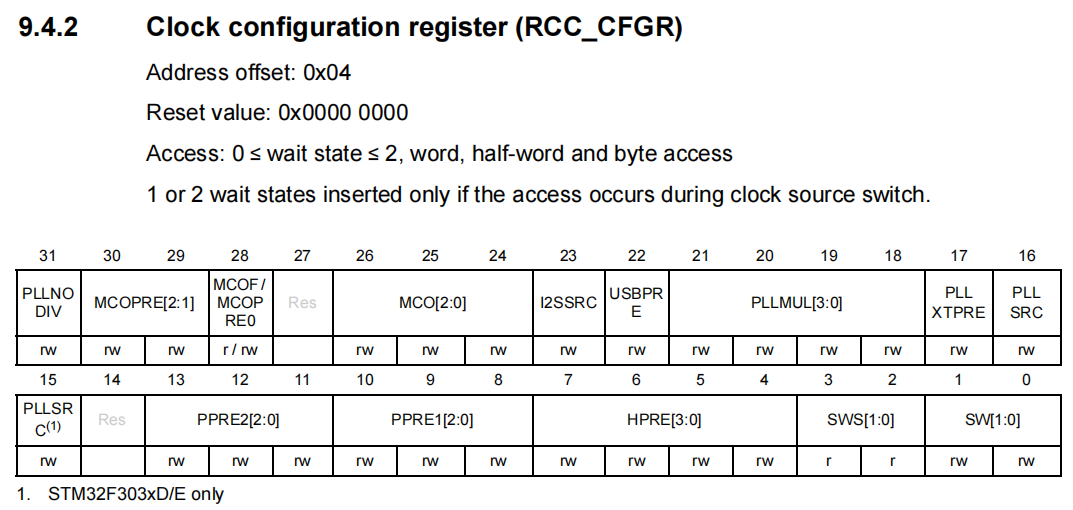 9.4.2 Clock configuration register (RCC_CFGR)
Address offset: 0x04
Reset value: 0x0000 0000
Access: 0 ≤ wait state ≤ 2, word, half-word and byte access
1 or 2 wait states inserted only if the access occurs during clock source switch.
31 30 29 28 27 26 25 24 23 22 21 20 19 18 17 16
PLLNO
DIV
MCOPRE[2:1]
MCOF/
MCOP
RE0
Res
MCO[2:0]
I2SSRC
USBPR
E
PLLMUL[3:0]
PLL
XTPRE
PLL
SRC
rw rw rw r / rw rw rw rw rw rw rw rw rw rw rw rw
15 14 13 12 11 10 9 8 7 6 5 4 3 2 1 0
PLLSR
C(1)
Res
PPRE2[2:0]
PPRE1[2:0]
HPRE[3:0]
SWS[1:0]
SW[1:0]
rw rw rw rw rw rw rw rw rw rw rw r r rw rw
1. STM32F303xD/E only